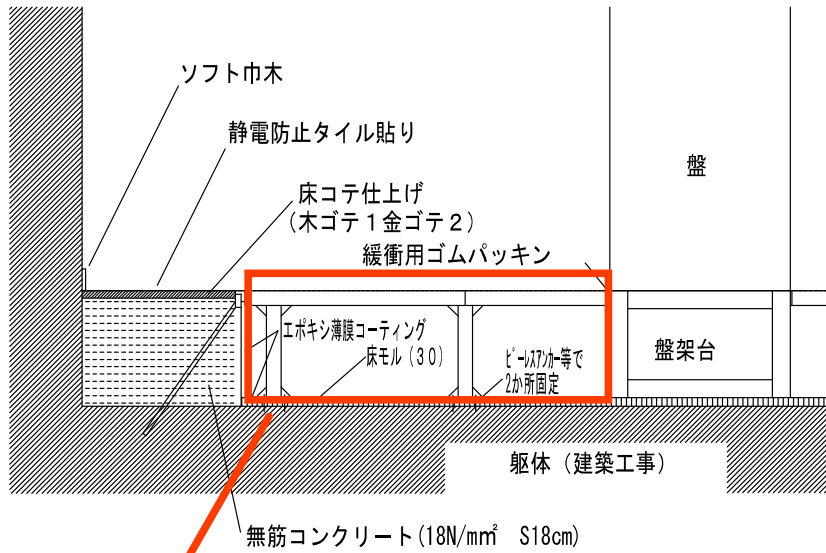 ソフト巾木
静電防止タイル貼り
盤
床コテ仕上げ
(木ゴテ1金ゴテ2)
緩衝用ゴムパッキン
エポキシ薄膜コーティング
床モル(30)
ピーレスアンカー等で
2か所固定
盤架台
躯体(建築工事)
無筋コンクリート(18N/mm² S18cm)